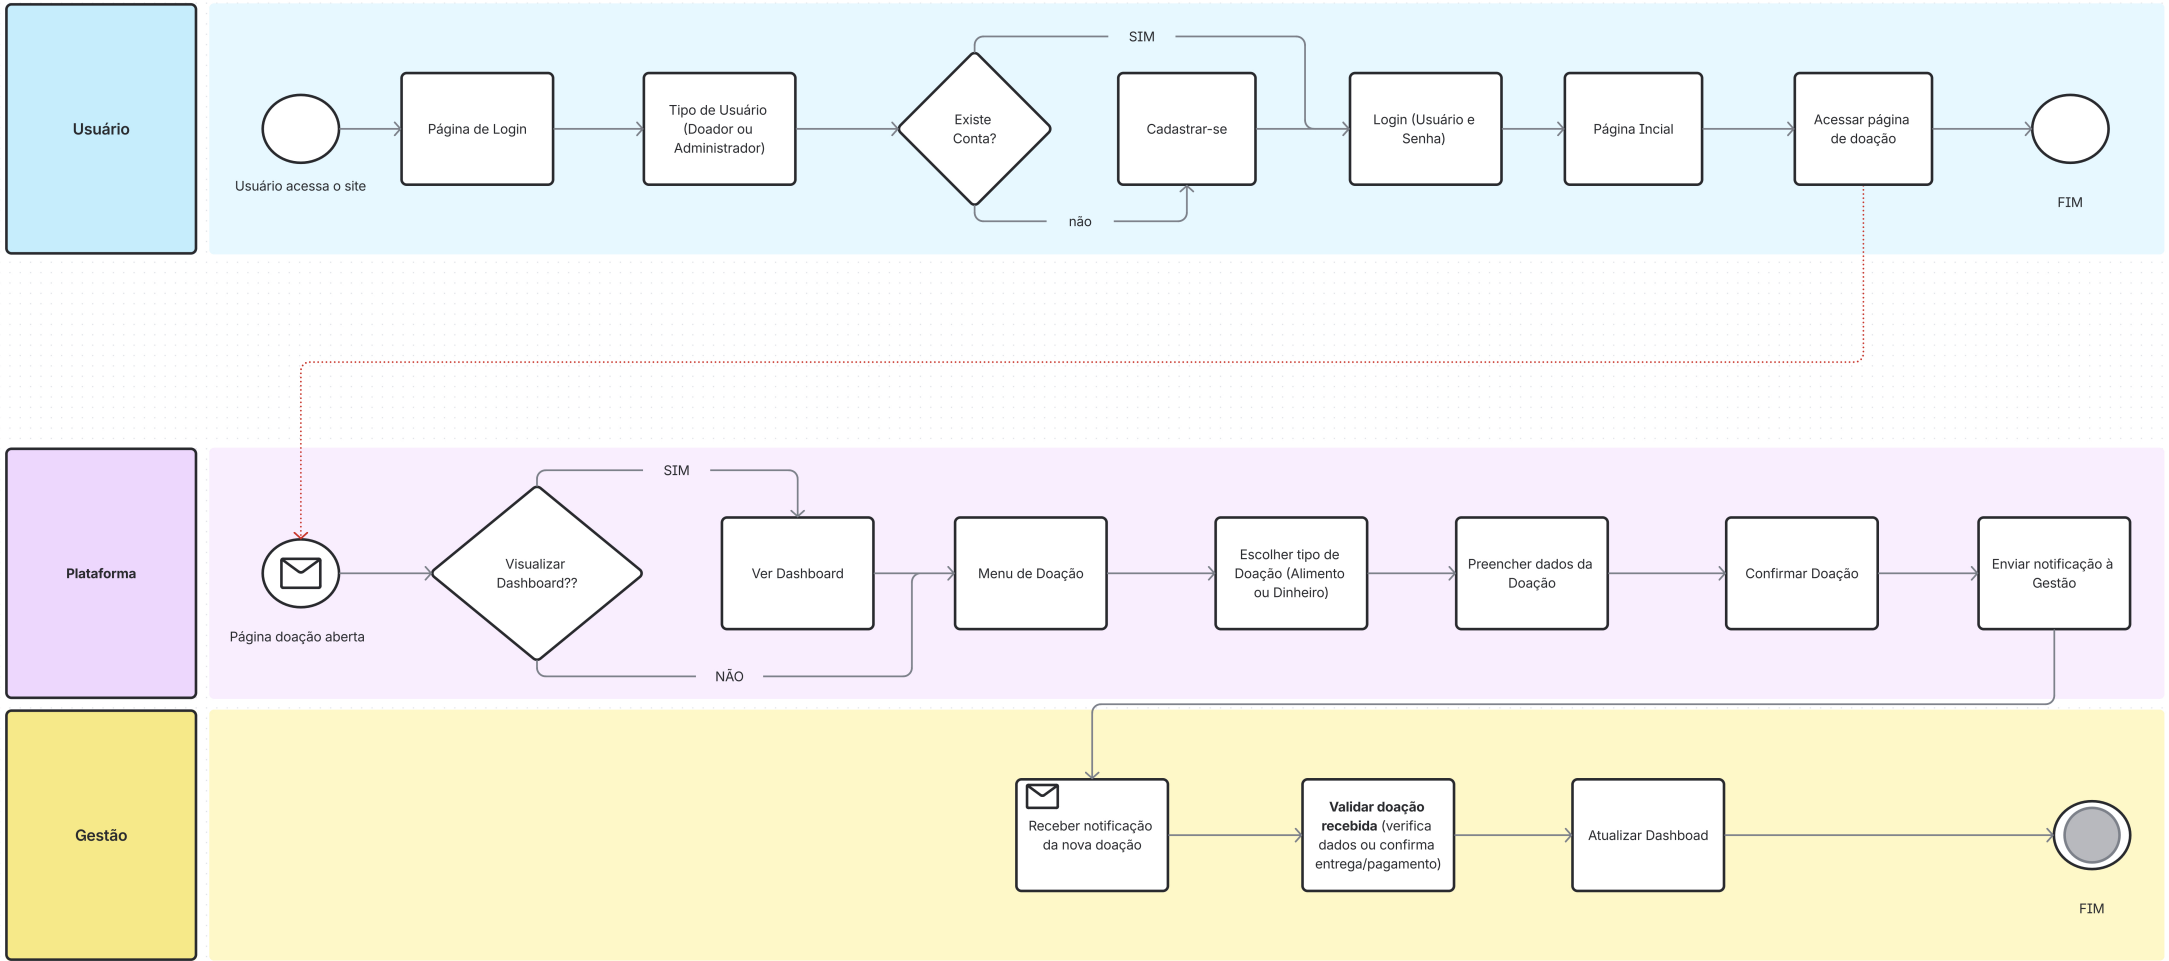 Usuário
Usuário acessa o site
Página de Login
Tipo de Usuário
(Doador ou
Administrador)
Existe
Conta?
SIM
não
Cadastrar-se
Login (Usuário e
Senha)
Página Incial
Acessar página
de doação
FIM
Plataforma
Página doação aberta
Visualizar
Dashboard??
SIM
NÃO
Ver Dashboard
Menu de Doação
Escolher tipo de
Doação (Alimento
ou Dinheiro)
Preencher dados da
Doação
Confirmar Doação
Enviar notificação à
Gestão
Gestão
Receber notificação
da nova doação
Validar doação
recebida (verifica
dados ou confirma
entrega/pagamento)
Atualizar Dashboad
FIM